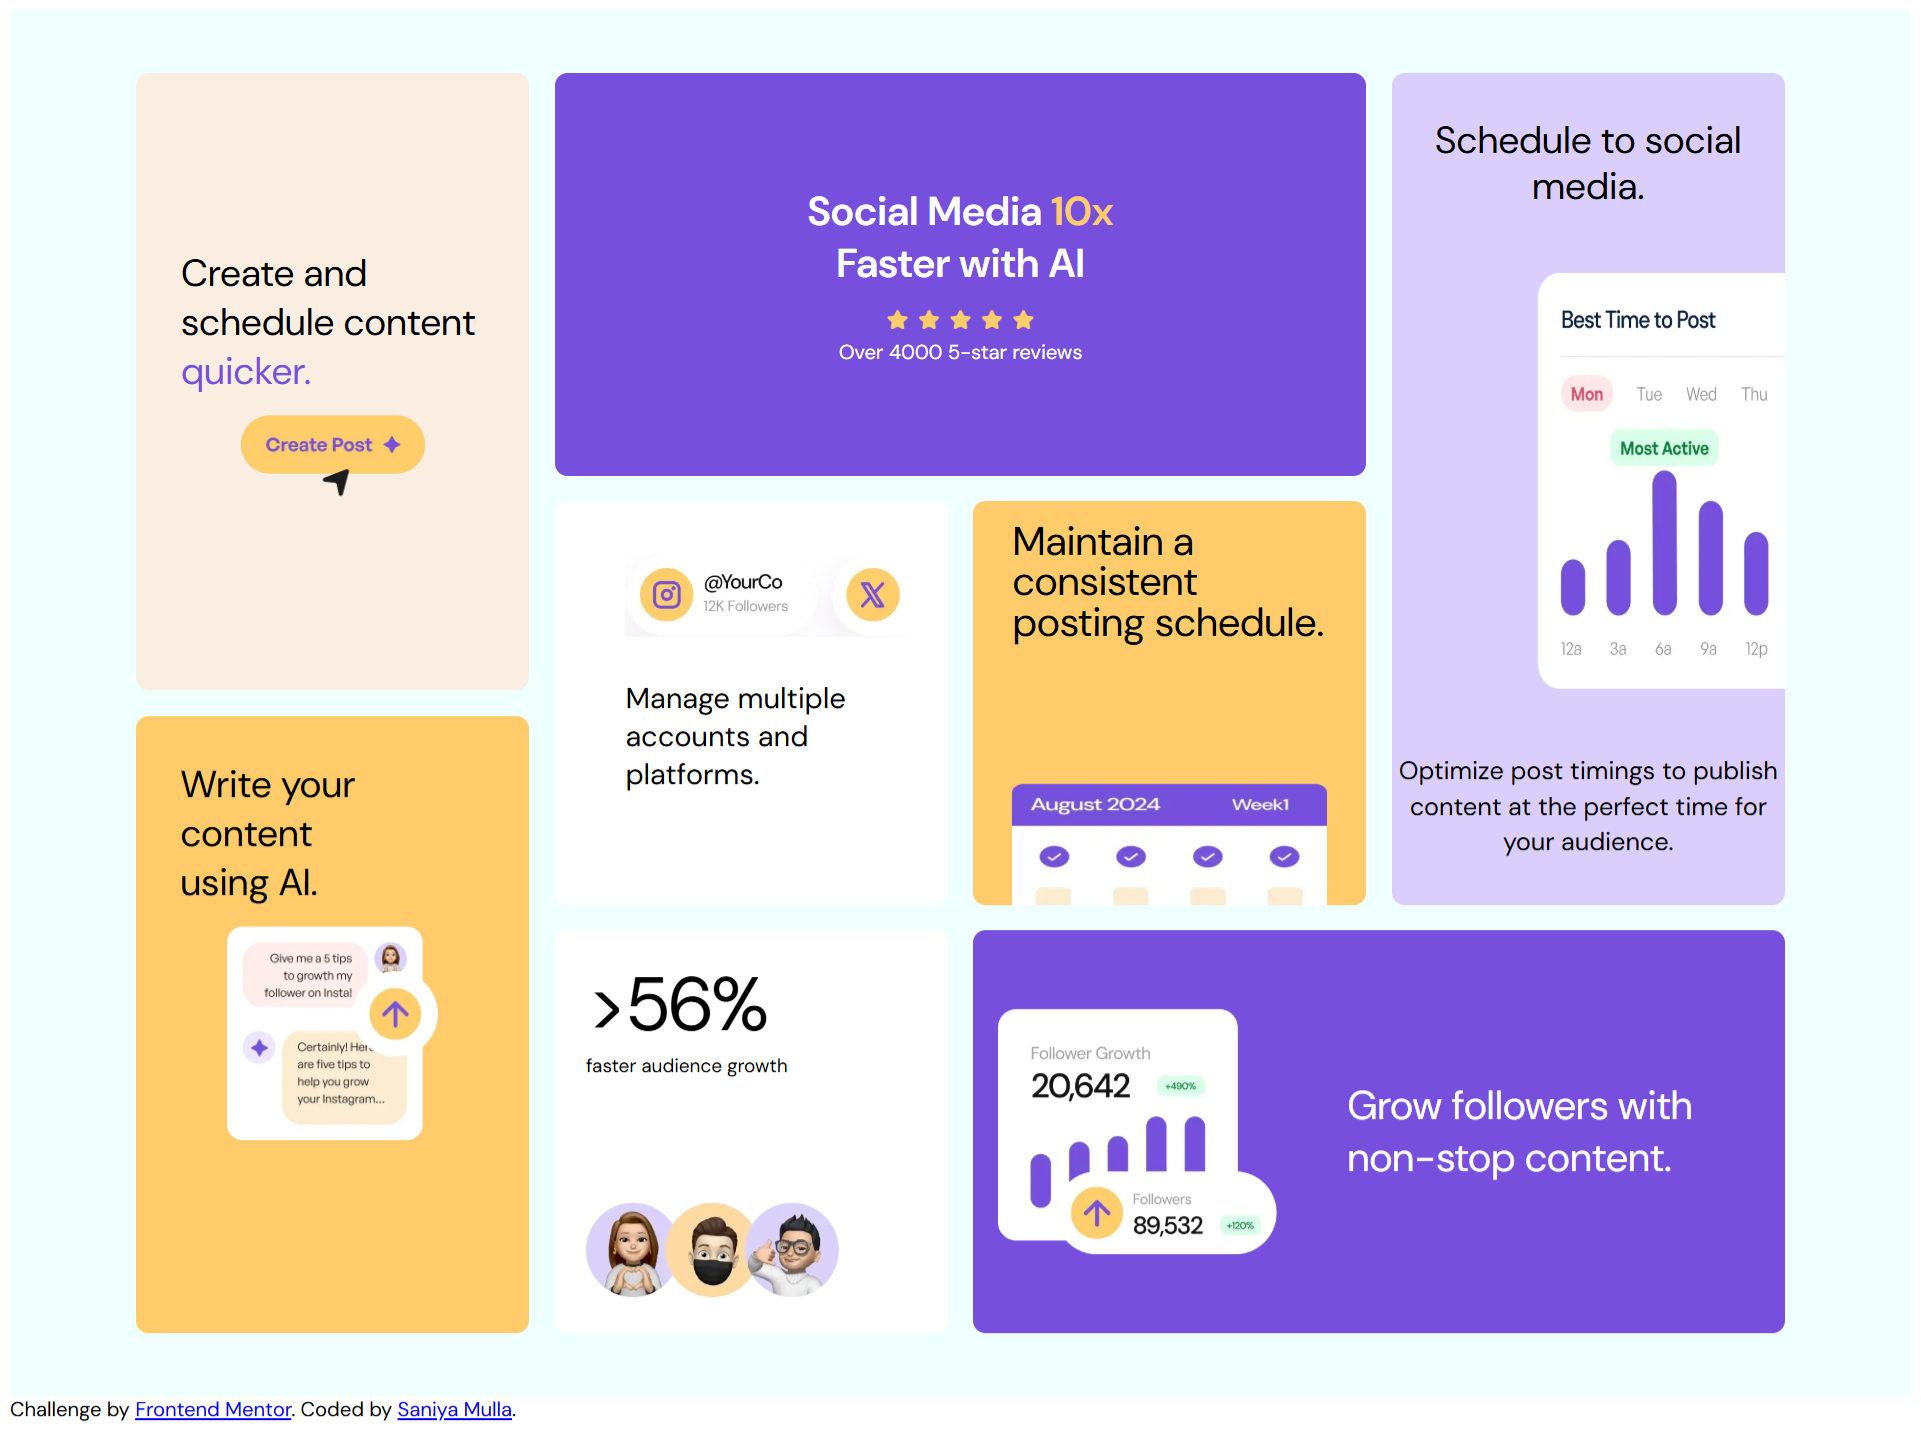 Create and
schedule content
quicker.
Create Post
Social Media 10x
Faster with AI
Over 4000 5-star reviews
Schedule to social
media.
Best Time to Post
Mon Tue Wed Thu
Most Active
12a 3a 6a 9a 12p
Optimize post timings to publish
content at the perfect time for
your audience.
@YourCo
12K Followers
Manage multiple
accounts and
platforms.
Maintain a
consistent
posting schedule.
August 2024 Week1
Write your
content
using AI.
Give me a 5 tips
to growth my
follower on Insta!
Certainly! Here
are five tips to
help you grow
your Instagram...
>56%
faster audience growth
Follower Growth
20,642 +490%
Followers
89,532 +120%
Grow followers with
non-stop content.
Challenge by Frontend Mentor. Coded by Saniya Mulla.